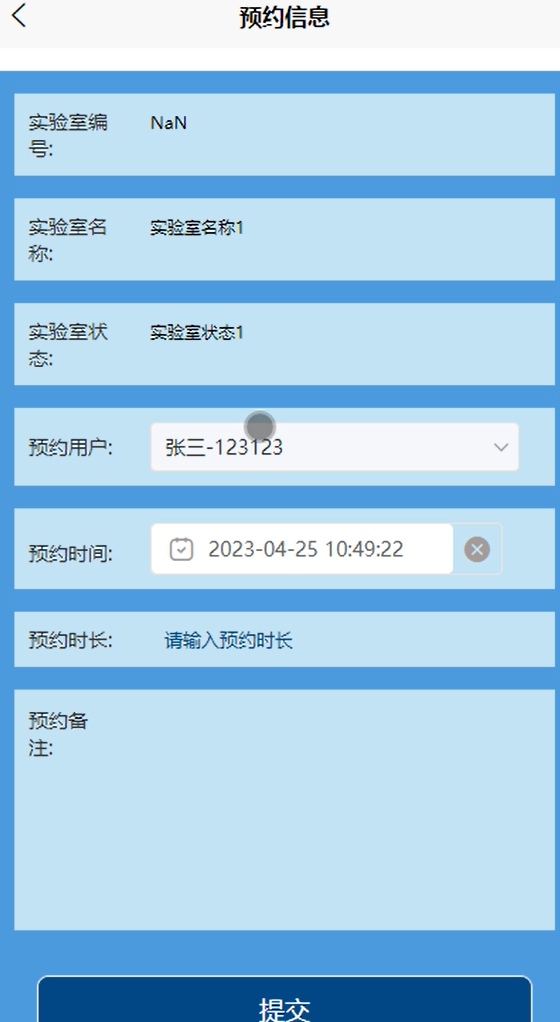 预约信息
实验室编
号:
NaN
实验室名
称:
实验室名称1
实验室状
态:
实验室状态1
预约用户:
张三-123123
预约时间:
2023-04-25 10:49:22
预约时长:
请输入预约时长
预约备
注:
提交